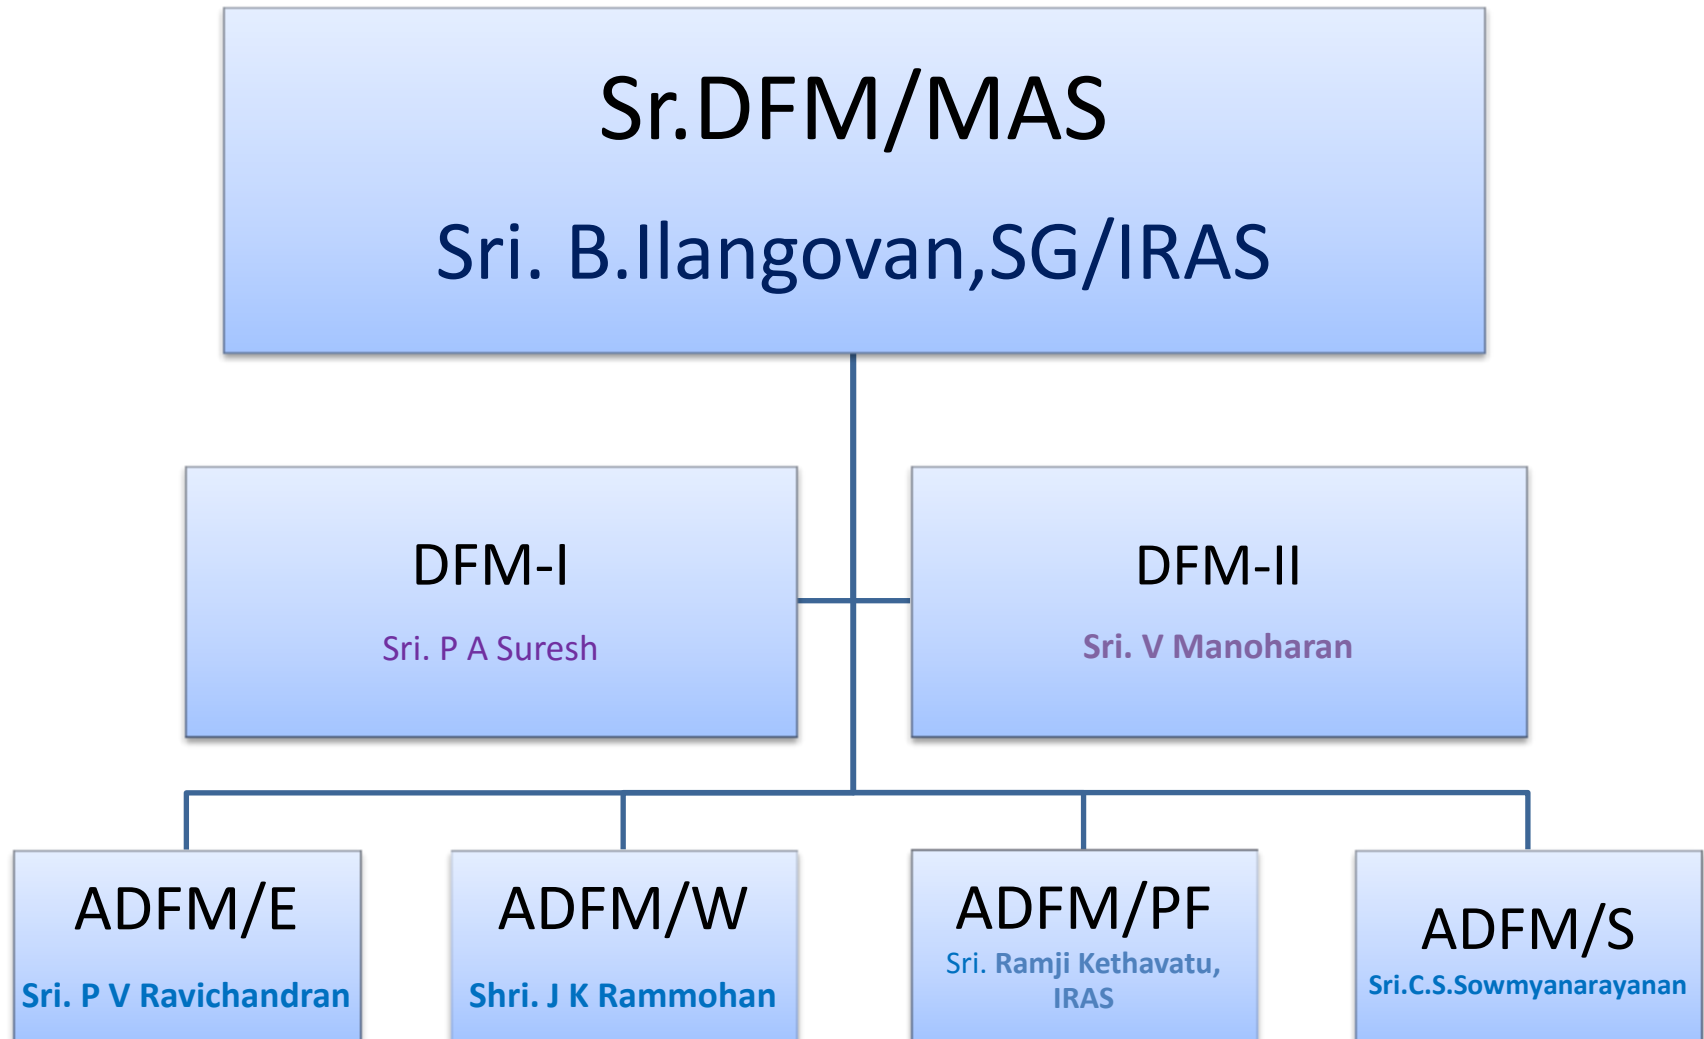 Sr.DFM/MAS
Sri. B.Ilangovan,SG/IRAS
DFM-I
Sri. P A Suresh
DFM-II
Sri. V Manoharan
ADFM/E
Sri. P V Ravichandran
ADFM/W
Shri. J K Rammohan
ADFM/PF
Sri. Ramji Kethavatu,
IRAS
ADFM/S
Sri.C.S.Sowmyanarayanan